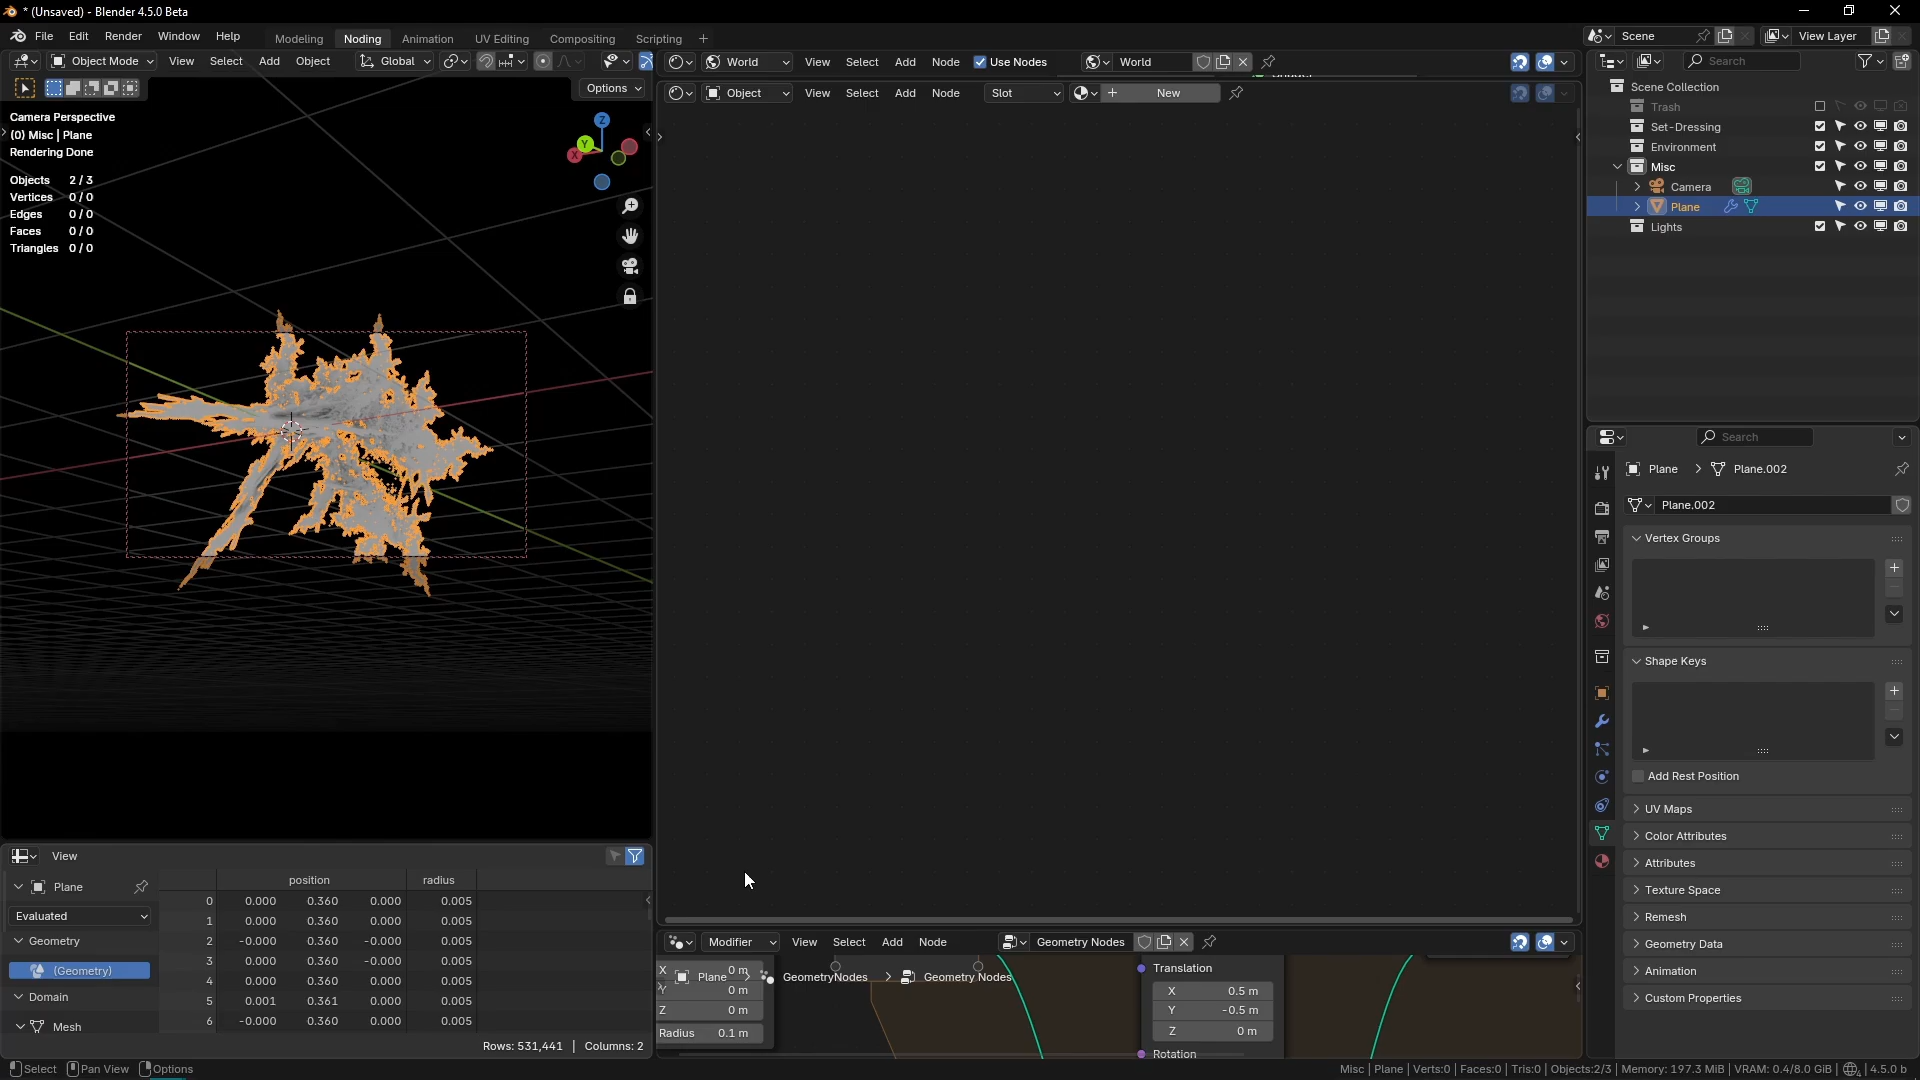 * (Unsaved) - Blender 4.5.0 Beta
File Edit Render Window Help Modeling Noding Animation UV Editing Compositing Scripting + Scene View Layer
Object Mode View Select Add Object Global World View Select Add Node Use Nodes World Search
Options Object View Select Add Node Slot + New
Camera Perspective
(0) Misc | Plane
Rendering Done
Objects 2 / 3
Vertices 0 / 0
Edges 0 / 0
Faces 0 / 0
Triangles 0 / 0
Z
Y
X
Scene Collection
Trash
Set-Dressing
Environment
Misc
Camera
Plane
Lights
Search
Plane > Plane.002
Plane.002
Vertex Groups
Shape Keys
Add Rest Position
UV Maps
Color Attributes
Attributes
Texture Space
Remesh
Geometry Data
Animation
Custom Properties
View
Plane
Evaluated
Geometry
(Geometry)
Domain
Mesh
position radius
0 0.000 0.360 0.000 0.005
1 0.000 0.360 0.000 0.005
2 -0.000 0.360 -0.000 0.005
3 0.000 0.360 -0.000 0.005
4 0.000 0.360 0.000 0.005
5 0.001 0.361 0.000 0.005
6 -0.000 0.360 0.000 0.005
Rows: 531,441 | Columns: 2
Modifier View Select Add Node Geometry Nodes
Plane > GeometryNodes > Geometry Nodes
X 0 m
Y 0 m
Z 0 m
Radius 0.1 m
Translation
X 0.5 m
Y -0.5 m
Z 0 m
Rotation
Select Pan View Options Misc | Plane | Verts:0 | Faces:0 | Tris:0 | Objects:2/3 | Memory: 197.3 MiB | VRAM: 0.4/8.0 GiB | 4.5.0 b